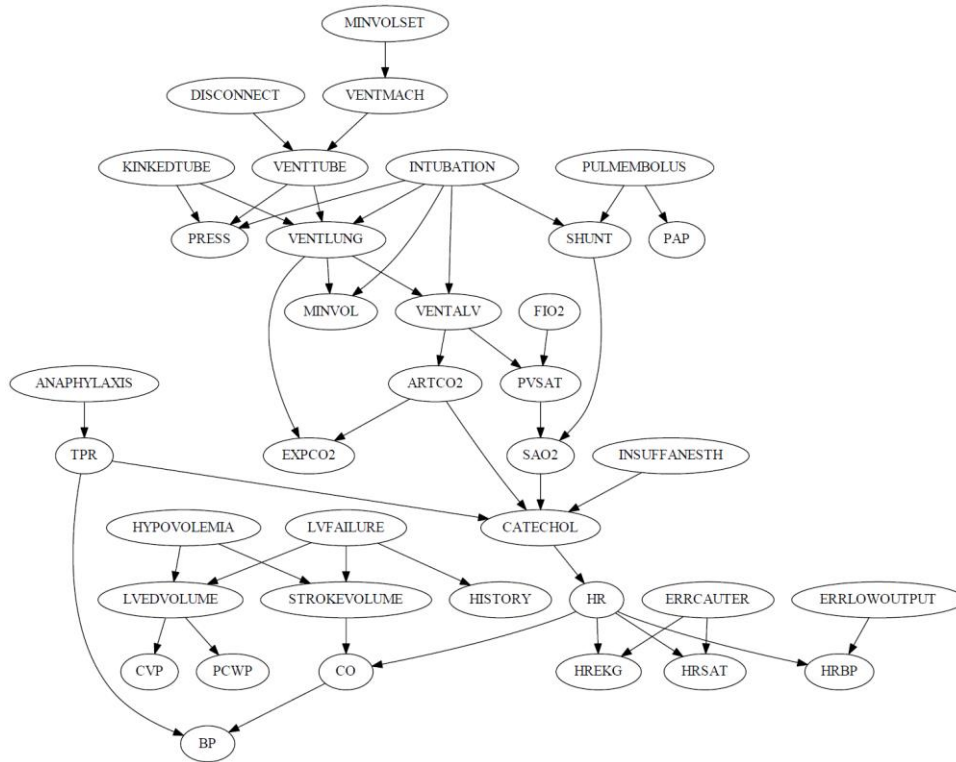 MINVOLSET
DISCONNECT
VENTMACH
KINKEDTUBE
VENTTUBE
INTUBATION
PULMEMBOLUS
PRESS
VENTLUNG
SHUNT
PAP
MINVOL
VENTALV
FIO2
ANAPHYLAXIS
ARTCO2
PVSAT
TPR
EXPCO2
SAO2
INSUFFANESTH
HYPOVOLEMIA
LVFAILURE
CATECHOL
LVEDVOLUME
STROKEVOLUME
HISTORY
HR
ERRCAUTER
ERRLOWOUTPUT
CVP
PCWP
CO
HREKG
HRSAT
HRBP
BP